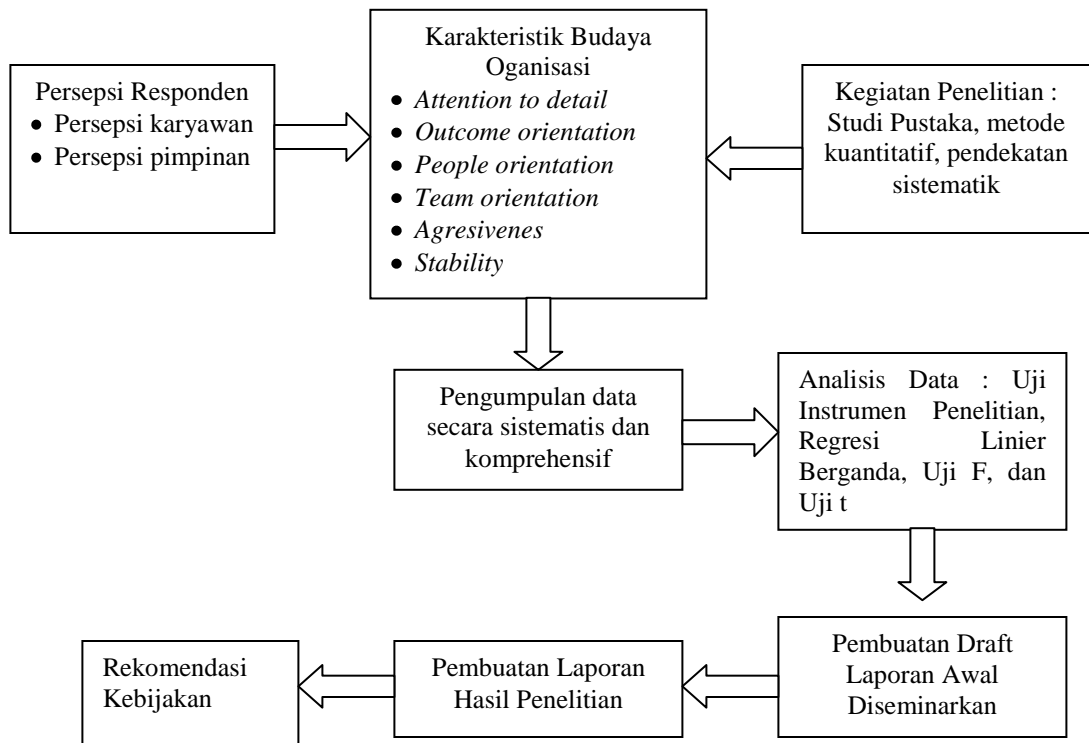 Persepsi Responden
• Persepsi karyawan
• Persepsi pimpinan
Karakteristik Budaya
Oganisasi
• Attention to detail
• Outcome orientation
• People orientation
• Team orientation
• Agresivenes
• Stability
Kegiatan Penelitian :
Studi Pustaka, metode
kuantitatif, pendekatan
sistematik
Pengumpulan data
secara sistematis dan
komprehensif
Analisis Data : Uji
Instrumen Penelitian,
Regresi Linier
Berganda, Uji F, dan
Uji t
Pembuatan Draft
Laporan Awal
Diseminarkan
Pembuatan Laporan
Hasil Penelitian
Rekomendasi
Kebijakan